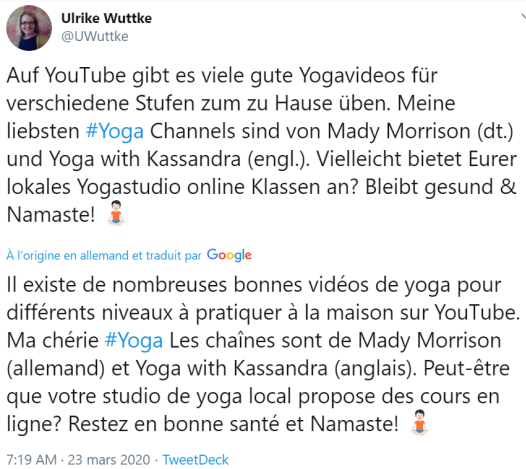 Ulrike Wuttke
@UWuttke
Auf YouTube gibt es viele gute Yogavideos für
verschiedene Stufen zum zu Hause üben. Meine
liebsten #Yoga Channels sind von Mady Morrison (dt.)
und Yoga with Kassandra (engl.). Vielleicht bietet Eurer
lokales Yogastudio online Klassen an? Bleibt gesund &
Namaste! 🧘🏻
À l'origine en allemand et traduit par Google
Il existe de nombreuses bonnes vidéos de yoga pour
différents niveaux à pratiquer à la maison sur YouTube.
Ma chérie #Yoga Les chaînes sont de Mady Morrison
(allemand) et Yoga with Kassandra (anglais). Peut-être
que votre studio de yoga local propose des cours en
ligne? Restez en bonne santé et Namaste! 🧘🏻
7:19 AM · 23 mars 2020 · TweetDeck